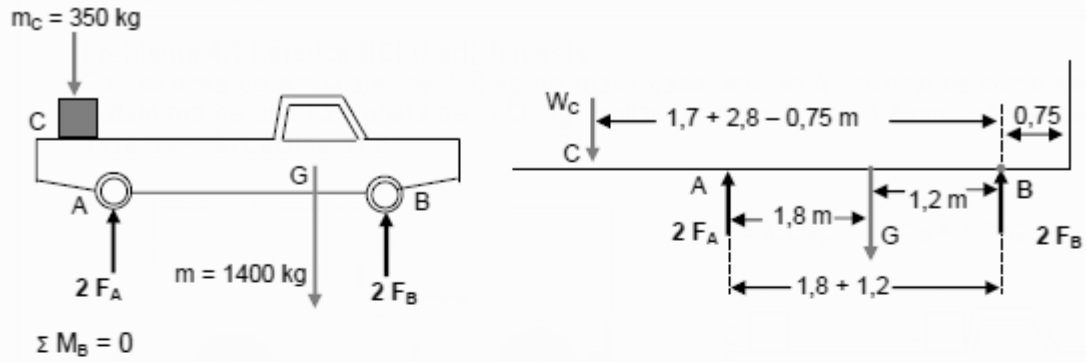 m_C = 350 kg
C
G
A
B
m = 1400 kg
2 F_A
2 F_B
Σ M_B = 0
W_C
1,7 + 2,8 – 0,75 m
0,75
C
A
B
1,2 m
1,8 m
2 F_A
G
2 F_B
1,8 + 1,2